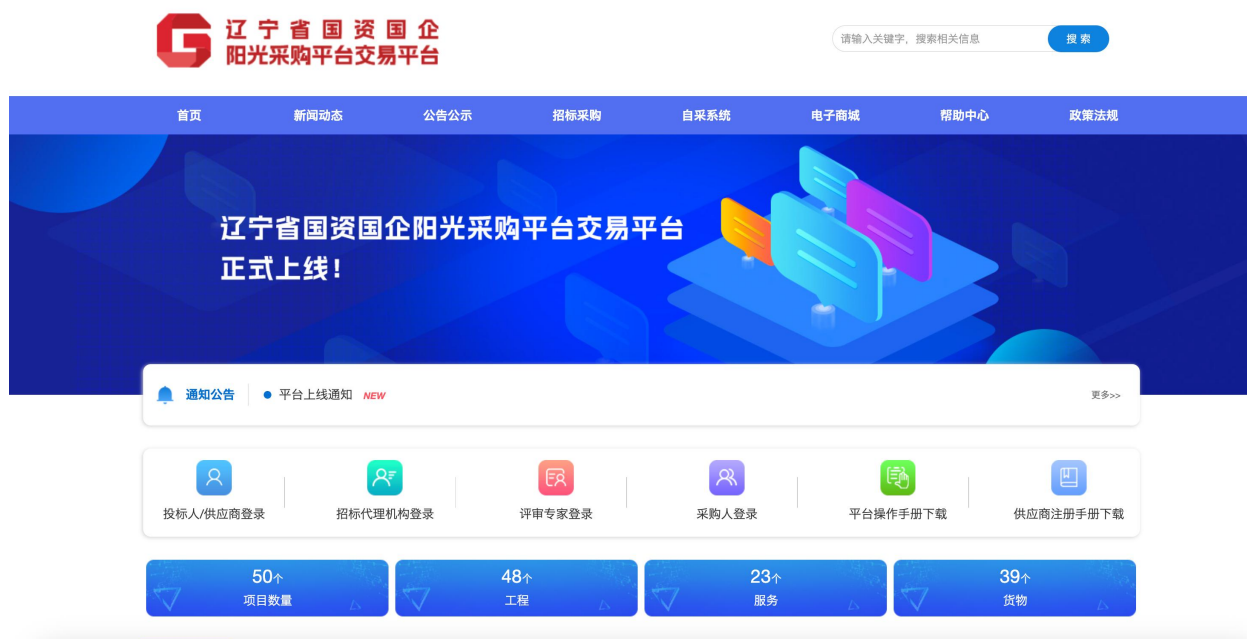 辽宁省国资国企
阳光采购平台交易平台
请输入关键字，搜索相关信息
搜 索
首页 新闻动态 公告公示 招标采购 自采系统 电子商城 帮助中心 政策法规
辽宁省国资国企阳光采购平台交易平台
正式上线!
通知公告 平台上线通知 NEW 更多>>
投标人/供应商登录 招标代理机构登录 评审专家登录 采购人登录 平台操作手册下载 供应商注册手册下载
50个 48个 23个 39个
项目数量 工程 服务 货物